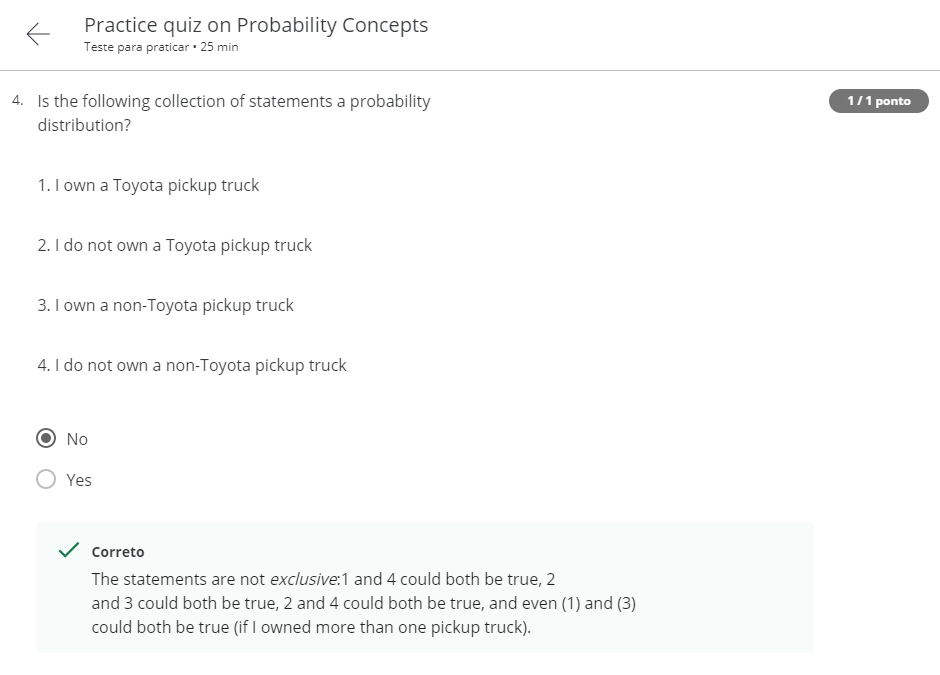 Practice quiz on Probability Concepts
Teste para praticar • 25 min
4. Is the following collection of statements a probability
distribution?
1 / 1 ponto
1. I own a Toyota pickup truck
2. I do not own a Toyota pickup truck
3. I own a non-Toyota pickup truck
4. I do not own a non-Toyota pickup truck
No
Yes
Correto
The statements are not exclusive:1 and 4 could both be true, 2
and 3 could both be true, 2 and 4 could both be true, and even (1) and (3)
could both be true (if I owned more than one pickup truck).